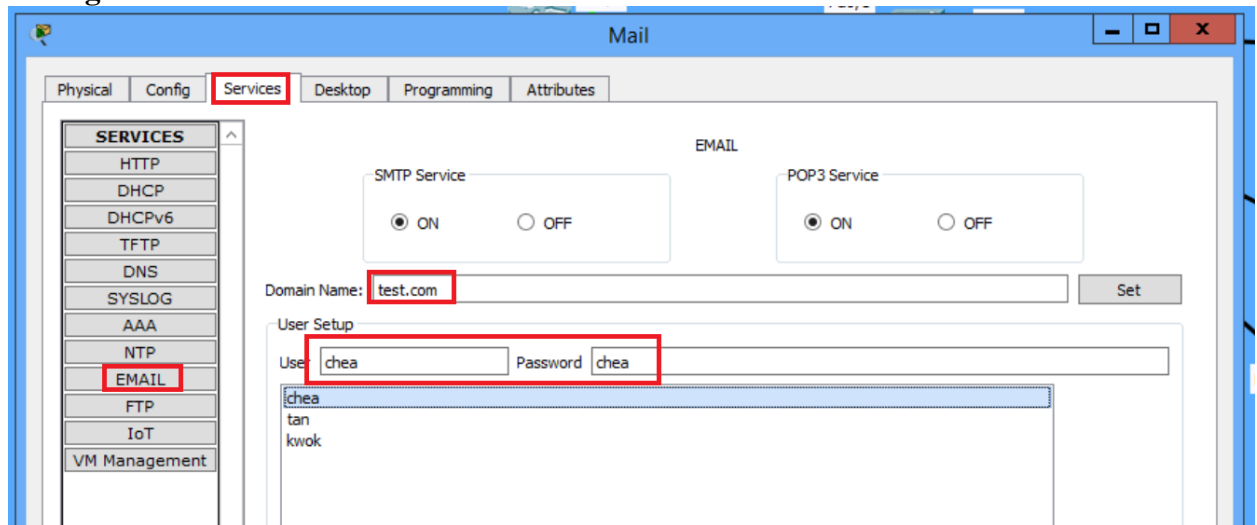 Mail
Physical Config Services Desktop Programming Attributes
SERVICES
HTTP
DHCP
DHCPv6
TFTP
DNS
SYSLOG
AAA
NTP
EMAIL
FTP
IoT
VM Management
EMAIL
SMTP Service
ON OFF
POP3 Service
ON OFF
Domain Name: test.com Set
User Setup
User chea Password chea
chea
tan
kwok